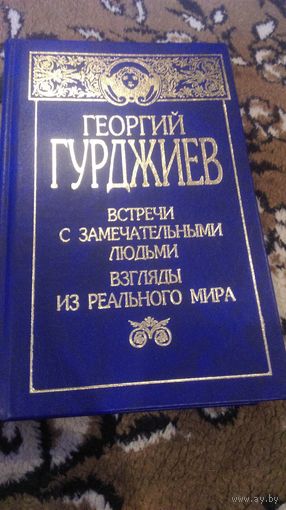 ГЕОРГИЙ
ГУРДЖИЕВ
ВСТРЕЧИ
С ЗАМЕЧАТЕЛЬНЫМИ
ЛЮДЬМИ
ВЗГЛЯДЫ
ИЗ РЕАЛЬНОГО МИРА
www.ay.by